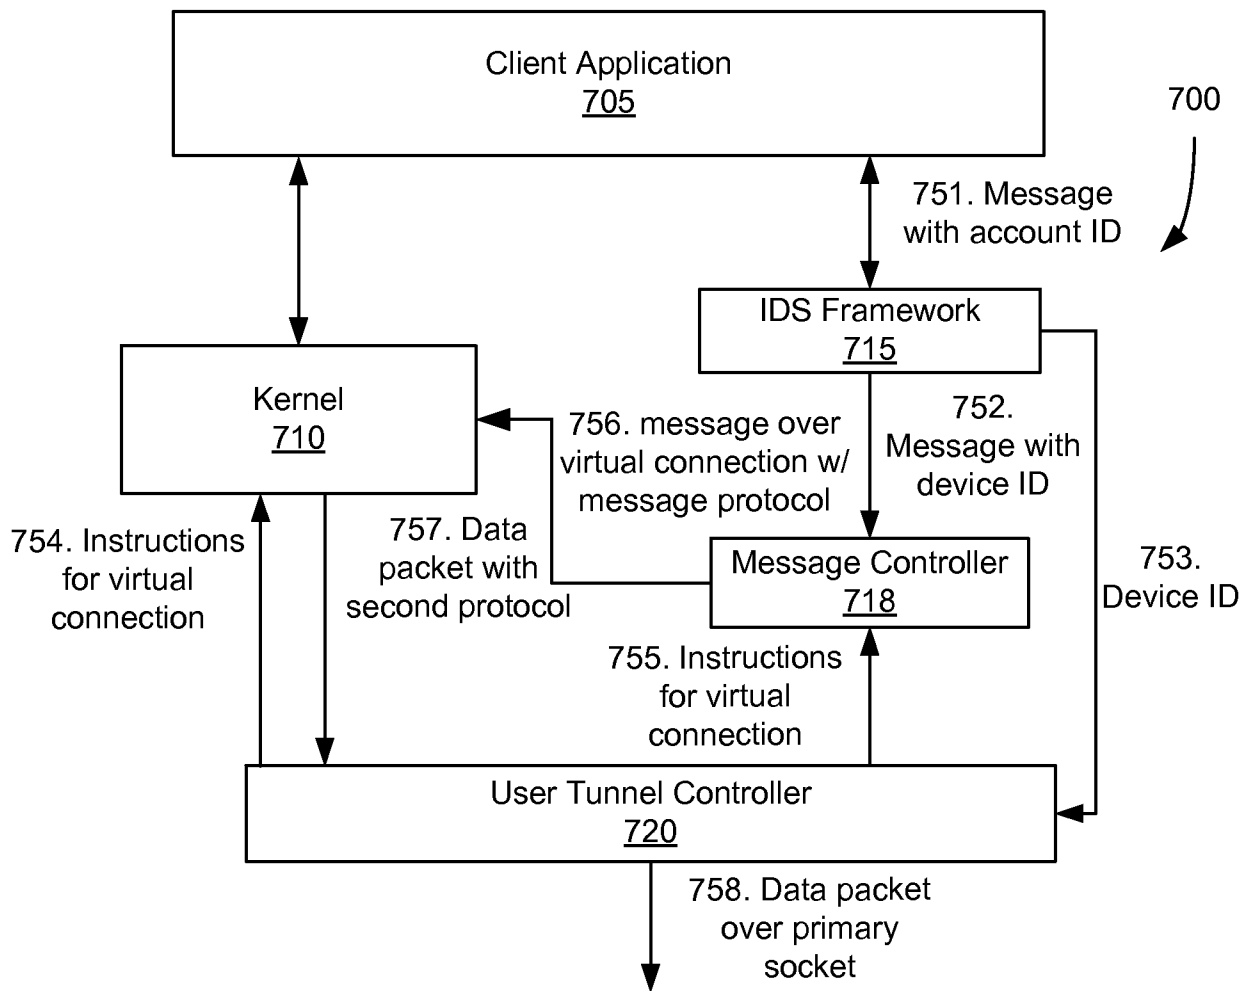 Client Application
705
700
751. Message
with account ID
IDS Framework
715
Kernel
710
756. message over
virtual connection w/
message protocol
752.
Message with
device ID
754. Instructions
for virtual
connection
757. Data
packet with
second protocol
Message Controller
718
753.
Device ID
755. Instructions
for virtual
connection
User Tunnel Controller
720
758. Data packet
over primary
socket